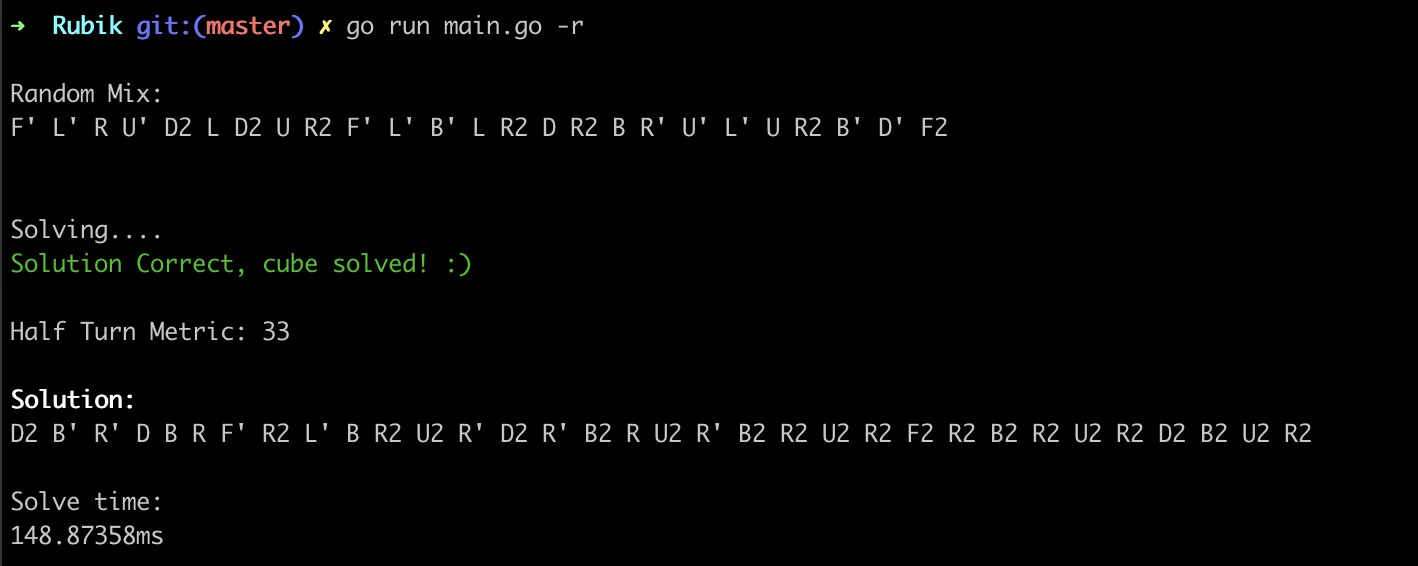 → Rubik git:(master) ✗ go run main.go -r
Random Mix:
F' L' R U' D2 L D2 U R2 F' L' B' L R2 D R2 B R' U' L' U R2 B' D' F2
Solving....
Solution Correct, cube solved! :)
Half Turn Metric: 33
Solution:
D2 B' R' D B R F' R2 L' B R2 U2 R' D2 R' B2 R U2 R' B2 R2 U2 R2 F2 R2 B2 R2 U2 R2 D2 B2 U2 R2
Solve time:
148.87358ms